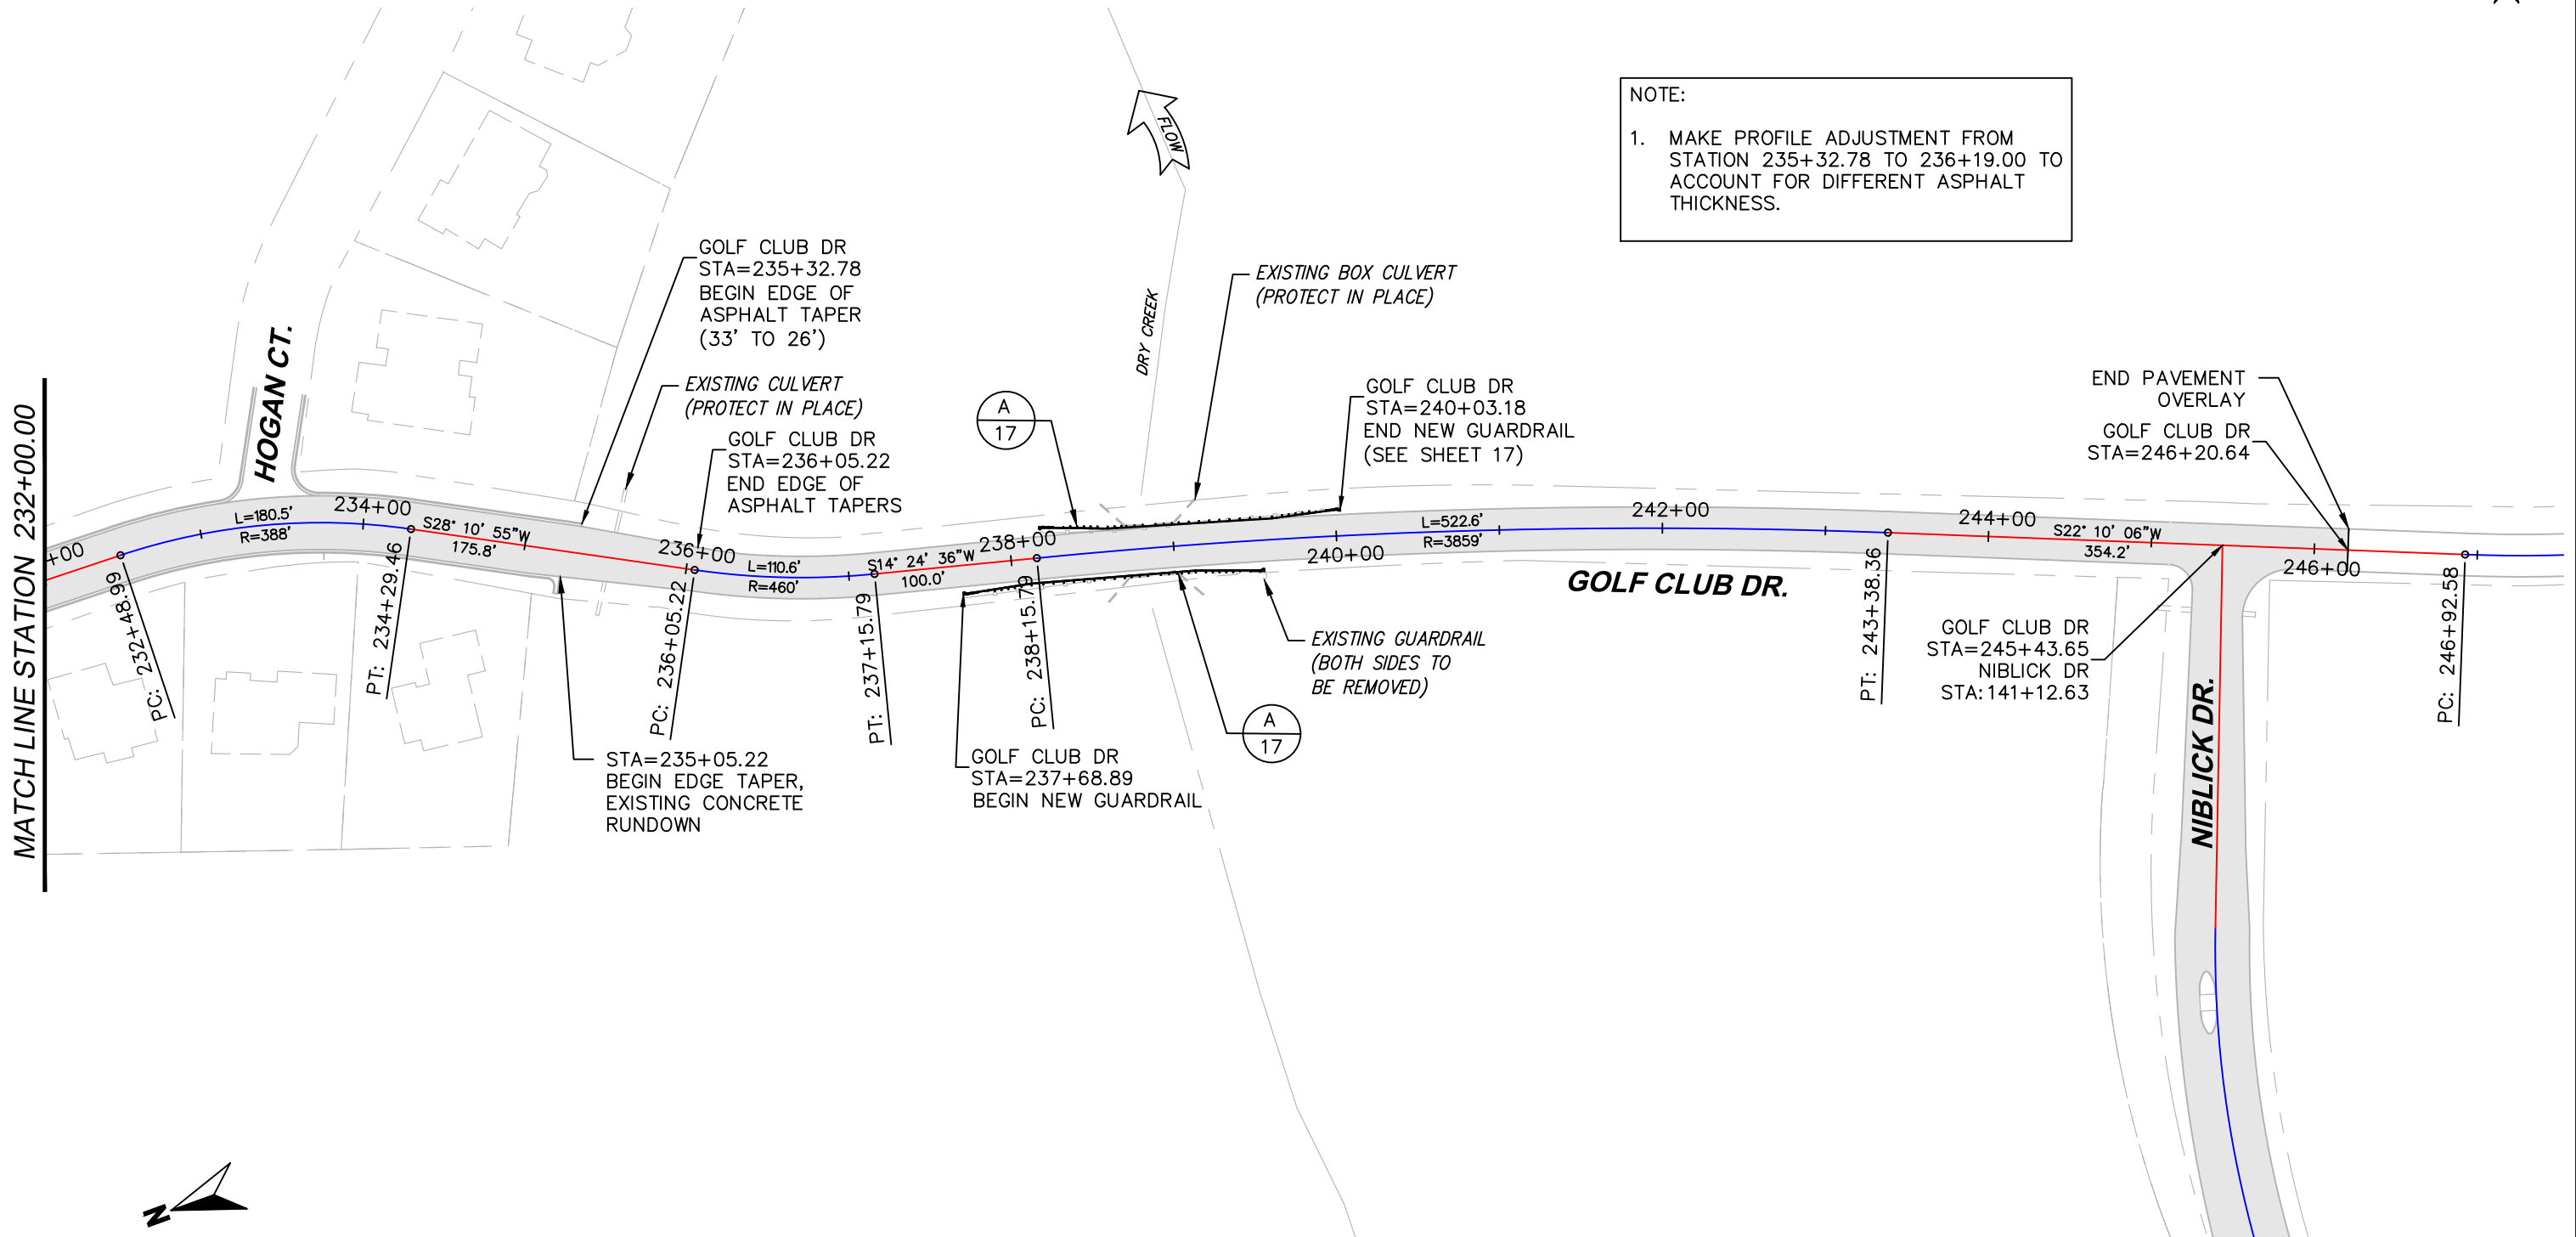 NOTE:
1. MAKE PROFILE ADJUSTMENT FROM
STATION 235+32.78 TO 236+19.00 TO
ACCOUNT FOR DIFFERENT ASPHALT
THICKNESS.
FLOW
DRY CREEK
GOLF CLUB DR
STA=235+32.78
BEGIN EDGE OF
ASPHALT TAPER
(33' TO 26')
EXISTING CULVERT
(PROTECT IN PLACE)
GOLF CLUB DR
STA=236+05.22
END EDGE OF
ASPHALT TAPERS
EXISTING BOX CULVERT
(PROTECT IN PLACE)
A
17
GOLF CLUB DR
STA=240+03.18
END NEW GUARDRAIL
(SEE SHEET 17)
END PAVEMENT
OVERLAY
GOLF CLUB DR
STA=246+20.64
HOGAN CT.
MATCH LINE STATION 232+00.00
+00
PC: 232+48.99
L=180.5'
R=388'
234+00
PT: 234+29.46
S28° 10' 55"W
175.8'
236+00
PC: 236+05.22
L=110.6'
R=460'
PT: 237+15.79
S14° 24' 36"W
100.0'
238+00
PC: 238+15.79
240+00
L=522.6'
R=3859'
242+00
GOLF CLUB DR.
PT: 243+38.36
244+00
S22° 10' 06"W
354.2'
246+00
PC: 246+92.58
STA=235+05.22
BEGIN EDGE TAPER,
EXISTING CONCRETE
RUNDOWN
GOLF CLUB DR
STA=237+68.89
BEGIN NEW GUARDRAIL
A
17
EXISTING GUARDRAIL
(BOTH SIDES TO
BE REMOVED)
GOLF CLUB DR
STA=245+43.65
NIBLICK DR
STA:141+12.63
NIBLICK DR.
N